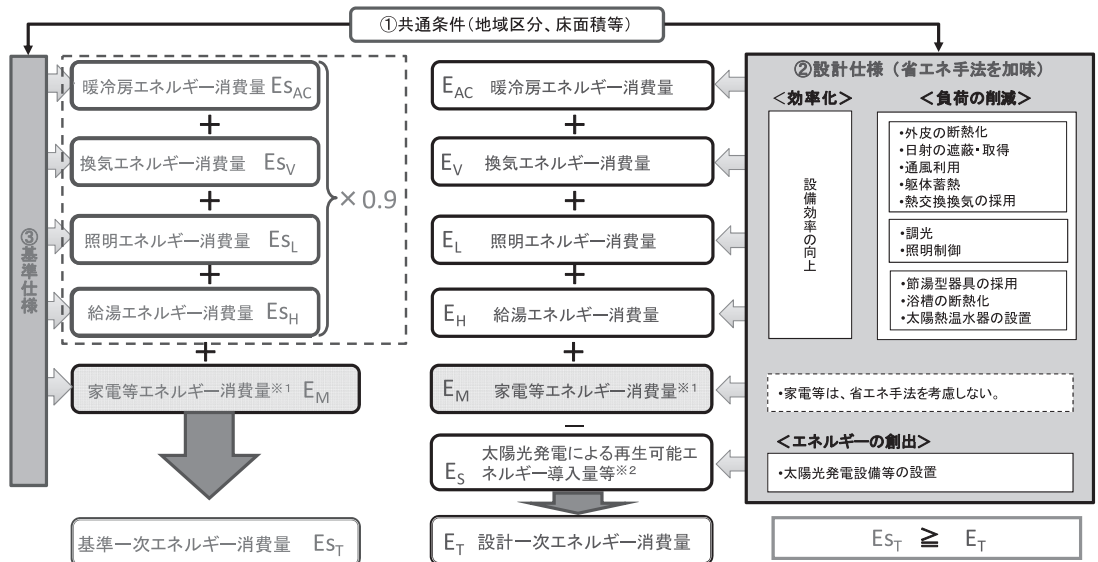 ①共通条件(地域区分、床面積等)
③基準仕様
暖冷房エネルギー消費量 EsAC
+
換気エネルギー消費量 EsV
+
照明エネルギー消費量 EsL
+
給湯エネルギー消費量 EsH
×0.9
+
家電等エネルギー消費量※1 EM
基準一次エネルギー消費量 EsT
EAC 暖冷房エネルギー消費量
+
EV 換気エネルギー消費量
+
EL 照明エネルギー消費量
+
EH 給湯エネルギー消費量
+
EM 家電等エネルギー消費量※1
−
ES 太陽光発電による再生可能エ
ネルギー導入量等※2
ET 設計一次エネルギー消費量
②設計仕様(省エネ手法を加味)
<効率化>
設備効率の向上
<負荷の削減>
・外皮の断熱化
・日射の遮蔽・取得
・通風利用
・躯体蓄熱
・熱交換換気の採用
・調光
・照明制御
・節湯型器具の採用
・浴槽の断熱化
・太陽熱温水器の設置
・家電等は、省エネ手法を考慮しない。
<エネルギーの創出>
・太陽光発電設備等の設置
EsT ≧ ET